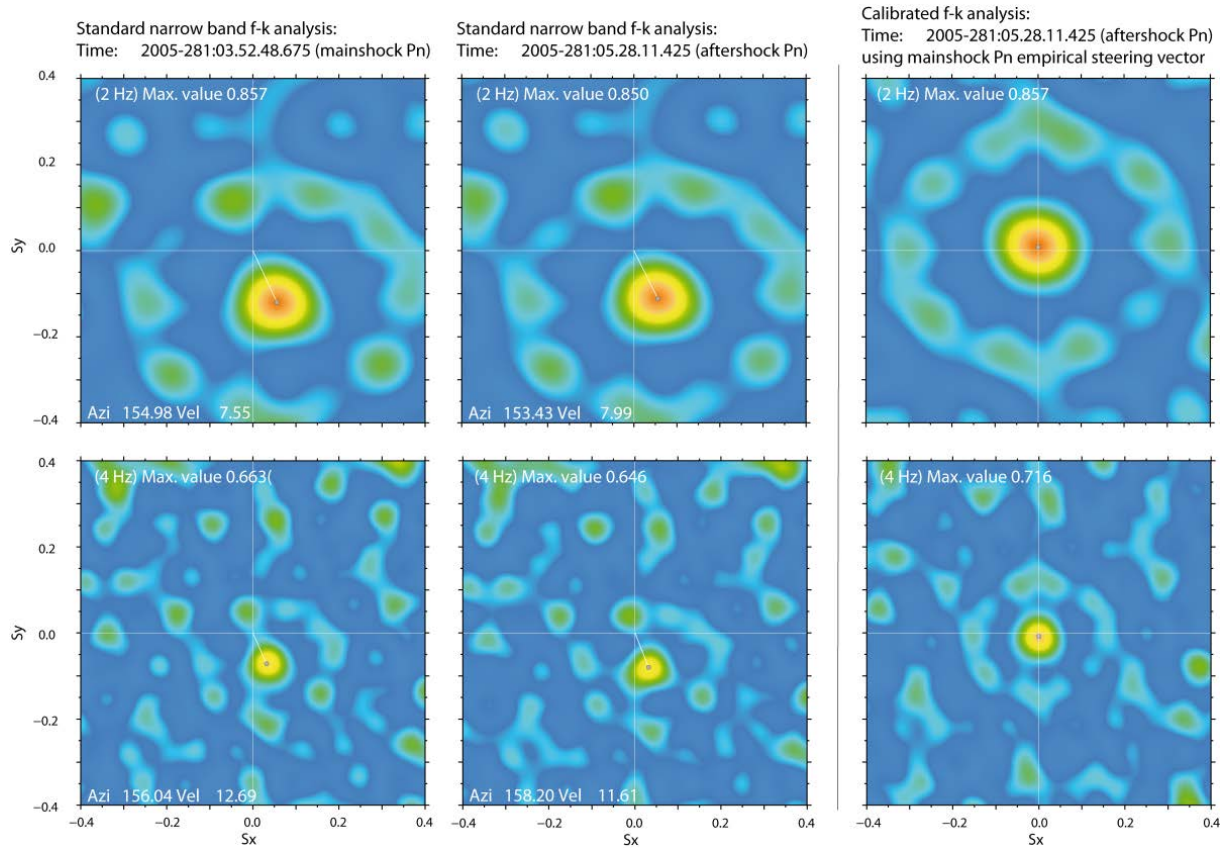 Standard narrow band f-k analysis:
Time: 2005-281:03.52.48.675 (mainshock Pn)
Standard narrow band f-k analysis:
Time: 2005-281:05.28.11.425 (aftershock Pn)
Calibrated f-k analysis:
Time: 2005-281:05.28.11.425 (aftershock Pn)
using mainshock Pn empirical steering vector
0.4
0.2
0.0
−0.2
−0.4
Sy
(2 Hz) Max. value 0.857
Azi 154.98 Vel 7.55
(2 Hz) Max. value 0.850
Azi 153.43 Vel 7.99
(2 Hz) Max. value 0.857
0.4
0.2
0.0
−0.2
−0.4
Sy
(4 Hz) Max. value 0.663(
Azi 156.04 Vel 12.69
(4 Hz) Max. value 0.646
Azi 158.20 Vel 11.61
(4 Hz) Max. value 0.716
−0.4 −0.2 0.0 0.2 0.4
Sx
−0.4 −0.2 0.0 0.2 0.4
Sx
−0.4 −0.2 0.0 0.2 0.4
Sx